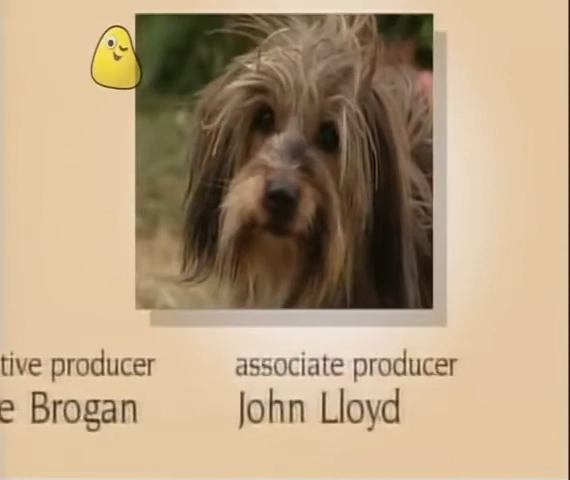 tive producer
e Brogan
associate producer
John Lloyd